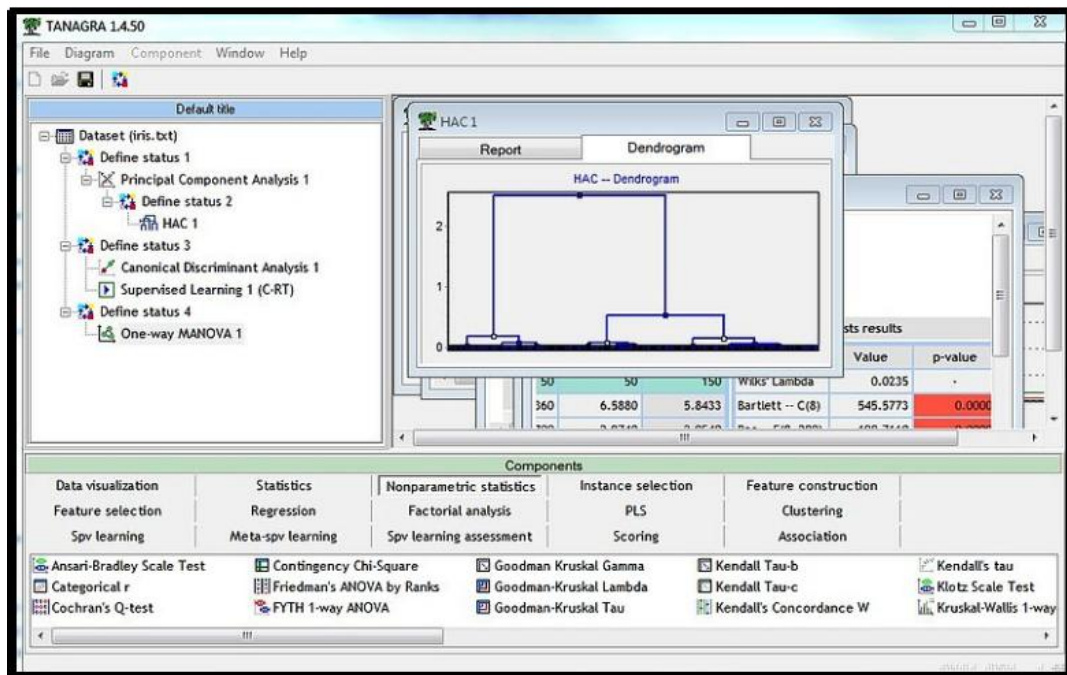 TANAGRA 1.4.50
File Diagram Component Window Help
Default title
Dataset (iris.txt)
Define status 1
Principal Component Analysis 1
Define status 2
HAC 1
Define status 3
Canonical Discriminant Analysis 1
Supervised Learning 1 (C-RT)
Define status 4
One-way MANOVA 1
HAC 1
Report Dendrogram
HAC -- Dendrogram
2
1
0
sts results
Value p-value
50 50 150 Wilks' Lambda 0.0235 -
360 6.5880 5.8433 Bartlett -- C(8) 545.5773 0.0000
Components
Data visualization Statistics Nonparametric statistics Instance selection Feature construction
Feature selection Regression Factorial analysis PLS Clustering
Spv learning Meta-spv learning Spv learning assessment Scoring Association
Ansari-Bradley Scale Test Contingency Chi-Square Goodman Kruskal Gamma Kendall Tau-b Kendall's tau
Categorical r Friedman's ANOVA by Ranks Goodman-Kruskal Lambda Kendall Tau-c Klotz Scale Test
Cochran's Q-test FYTH 1-way ANOVA Goodman-Kruskal Tau Kendall's Concordance W Kruskal-Wallis 1-way